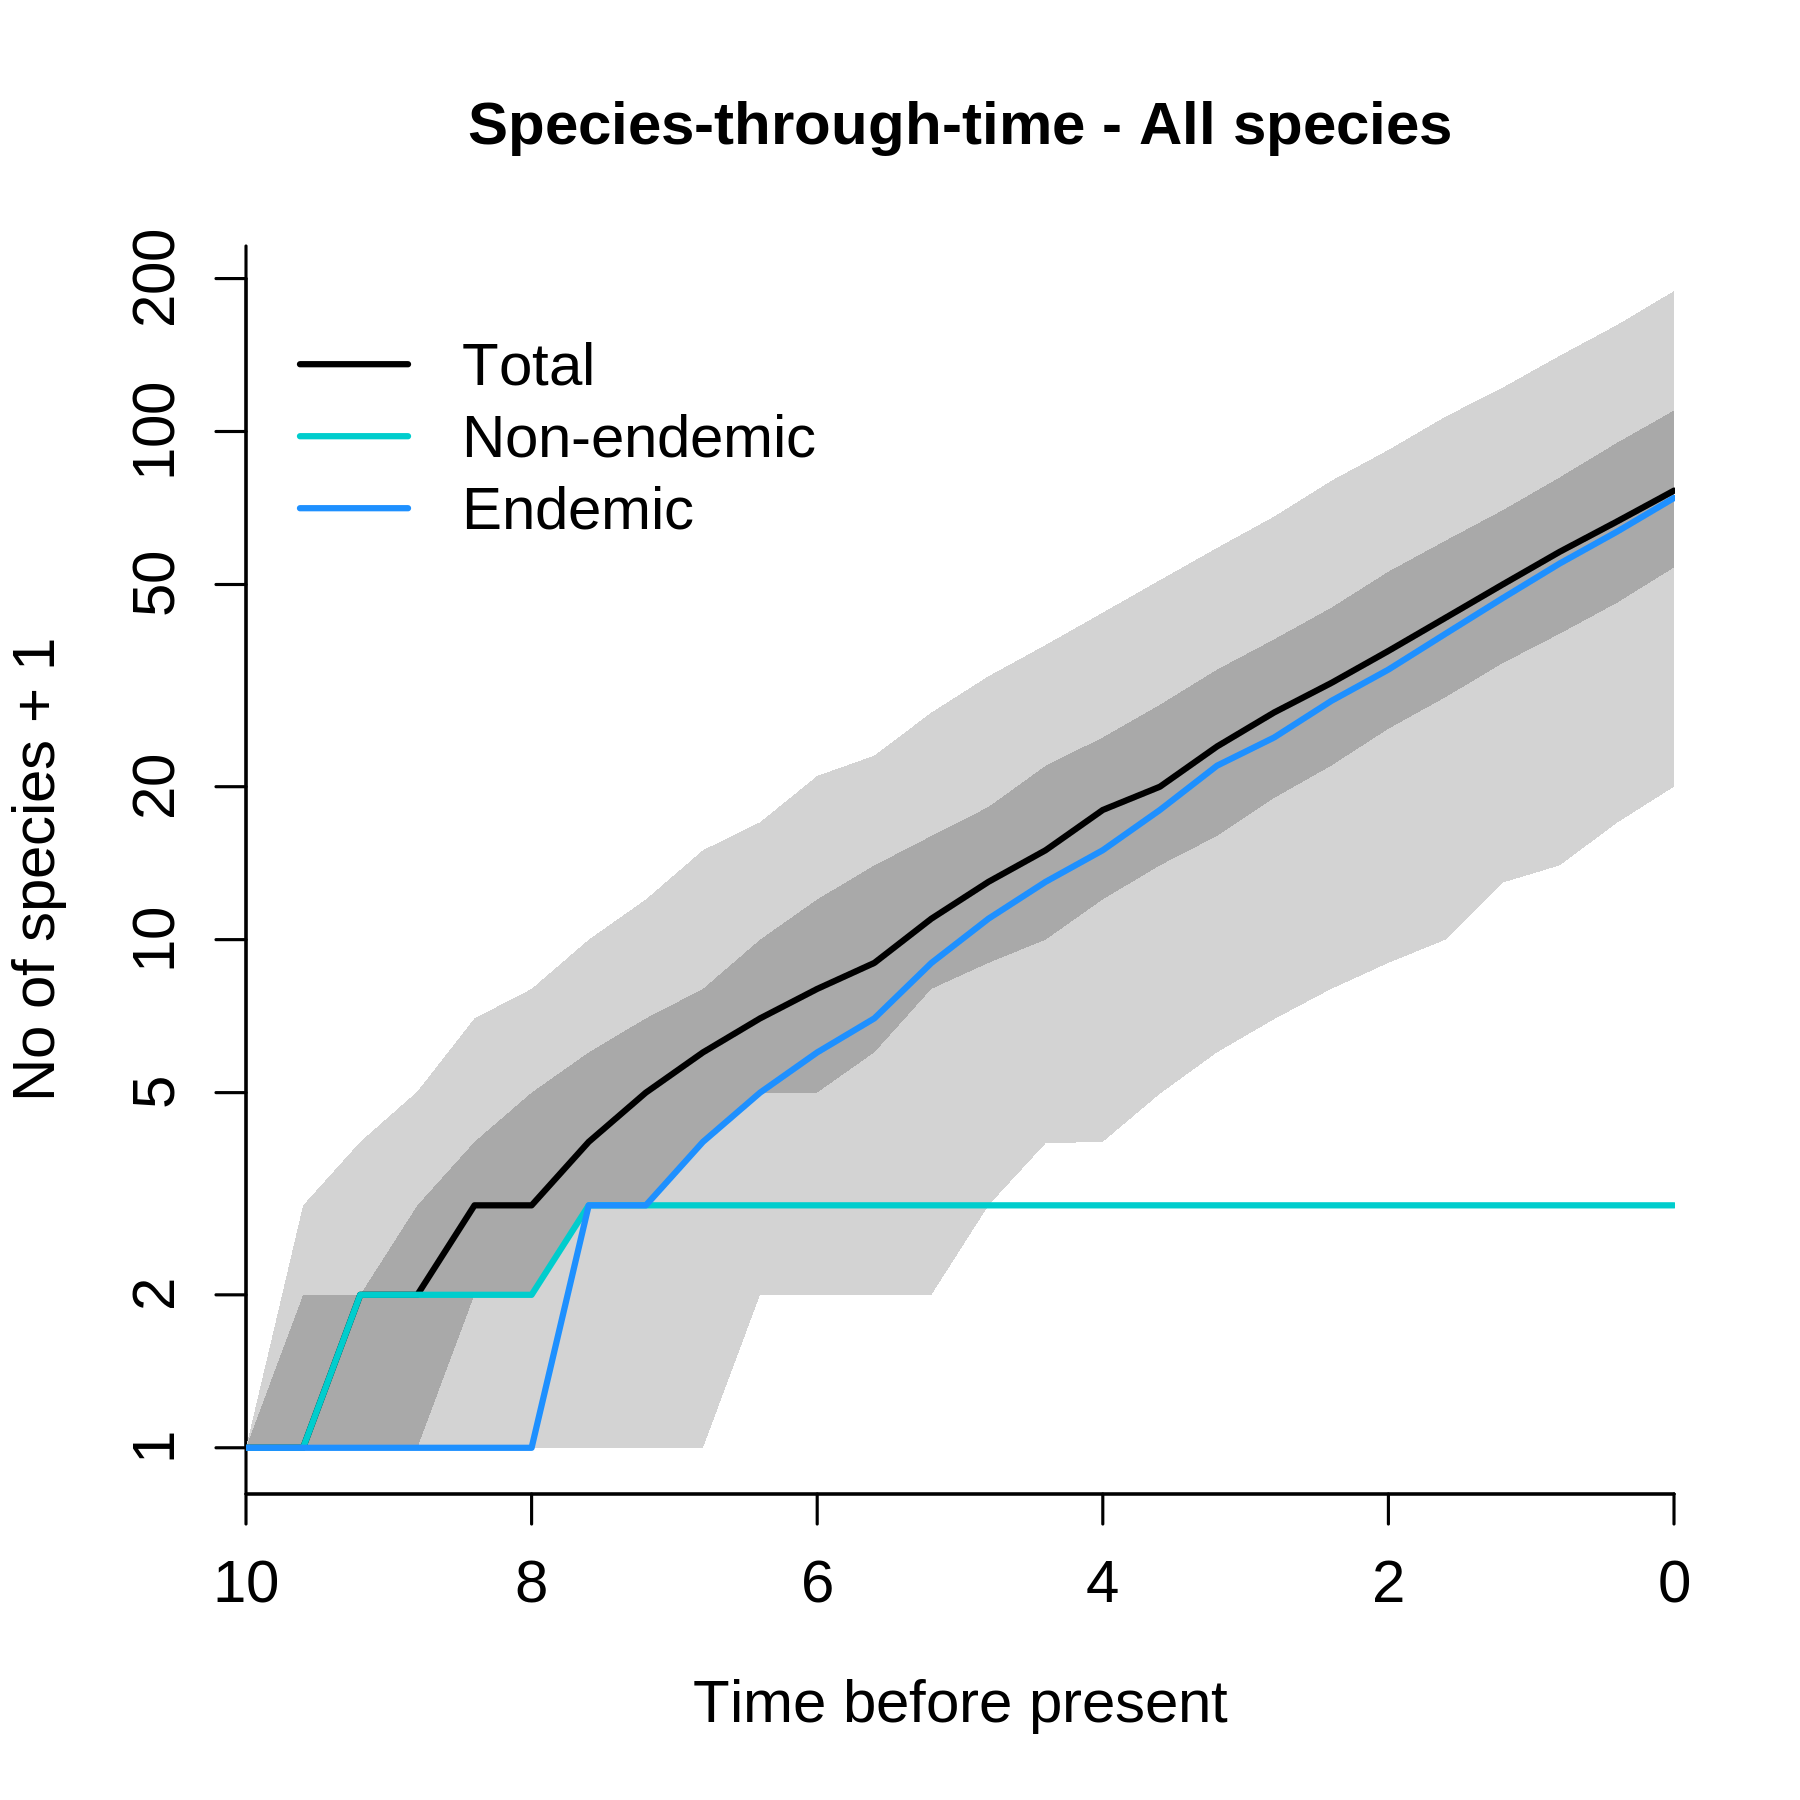 Species-through-time - All species
200
100
50
20
10
5
2
1
No of species + 1
Total
Non-endemic
Endemic
10 8 6 4 2 0
Time before present